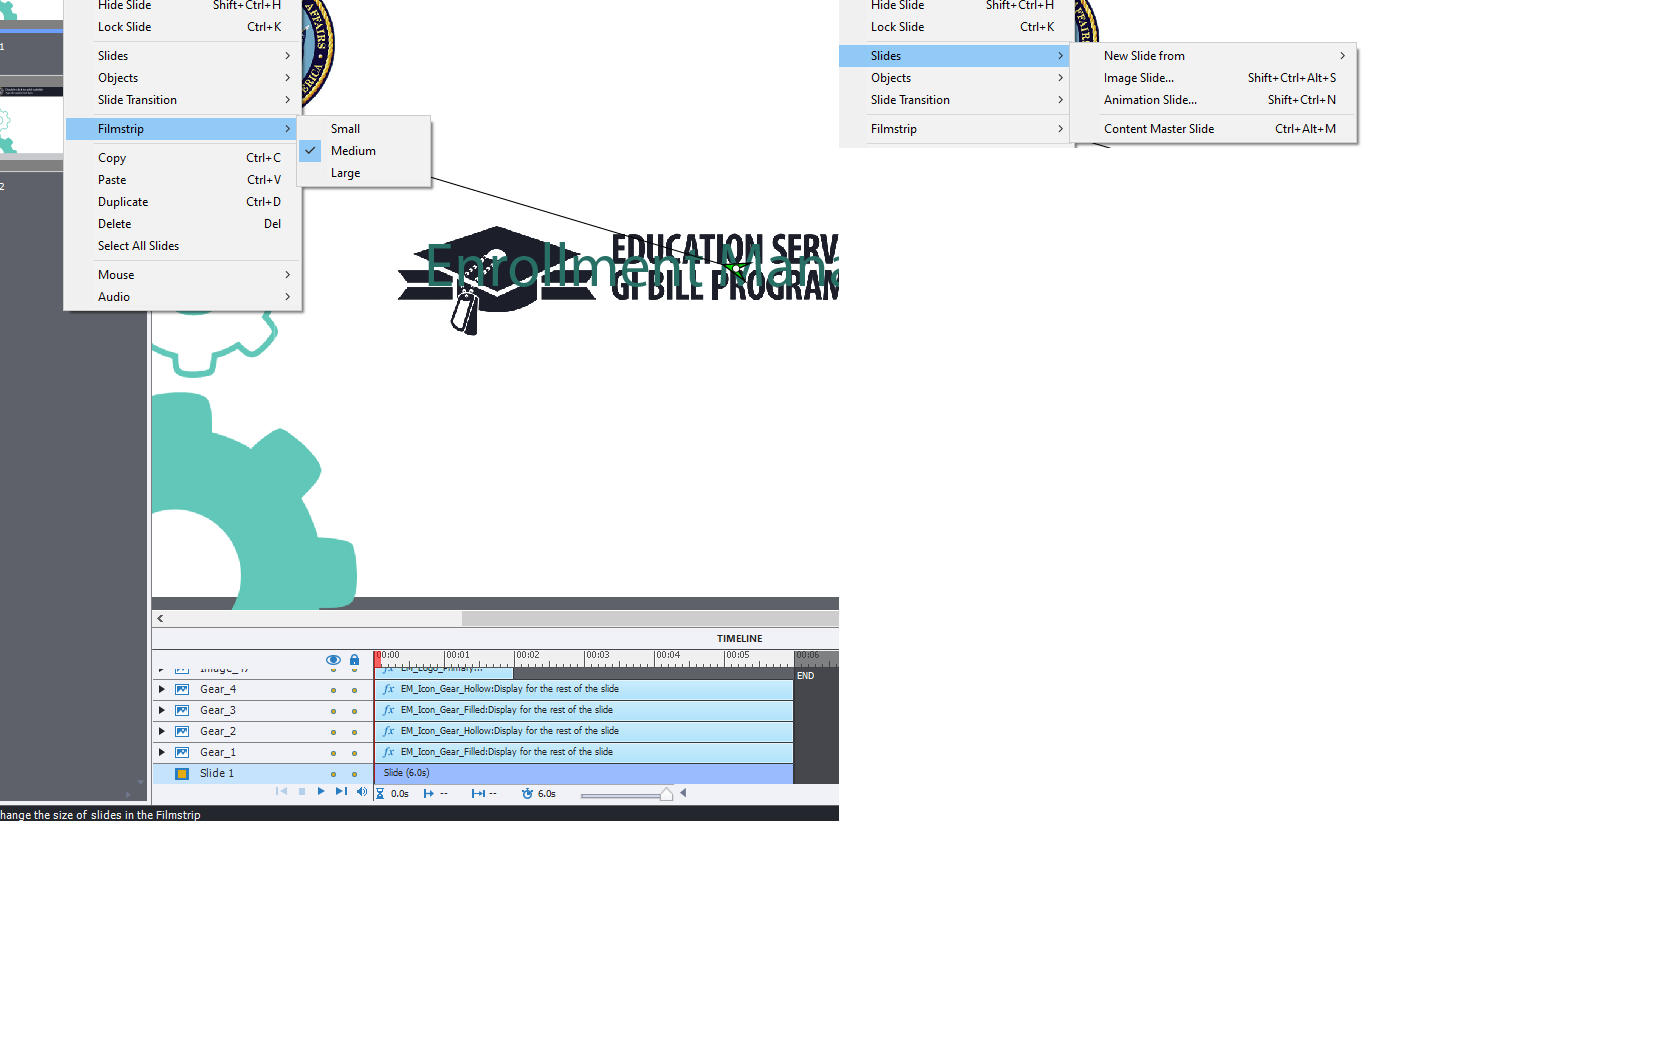 Hide Slide Shift+Ctrl+H
Lock Slide Ctrl+K
Slides
Objects
Slide Transition
Filmstrip
Copy Ctrl+C
Paste Ctrl+V
Duplicate Ctrl+D
Delete Del
Select All Slides
Mouse
Audio
Small
Medium
Large
1
2
AFFAIRS
ERICA
EDUCATION SERV
GI BILL PROGRAM
Enrollment Mana
TIMELINE
00:00 00:01 00:02 00:03 00:04 00:05 00:06
END
Image_47 EM_Logo_Primary...
Gear_4 fx EM_Icon_Gear_Hollow:Display for the rest of the slide
Gear_3 fx EM_Icon_Gear_Filled:Display for the rest of the slide
Gear_2 fx EM_Icon_Gear_Hollow:Display for the rest of the slide
Gear_1 fx EM_Icon_Gear_Filled:Display for the rest of the slide
Slide 1 Slide (6.0s)
0.0s -- -- 6.0s
hange the size of slides in the Filmstrip
Hide Slide Shift+Ctrl+H
Lock Slide Ctrl+K
Slides
Objects
Slide Transition
Filmstrip
AFFAIRS
New Slide from
Image Slide... Shift+Ctrl+Alt+S
Animation Slide... Shift+Ctrl+N
Content Master Slide Ctrl+Alt+M